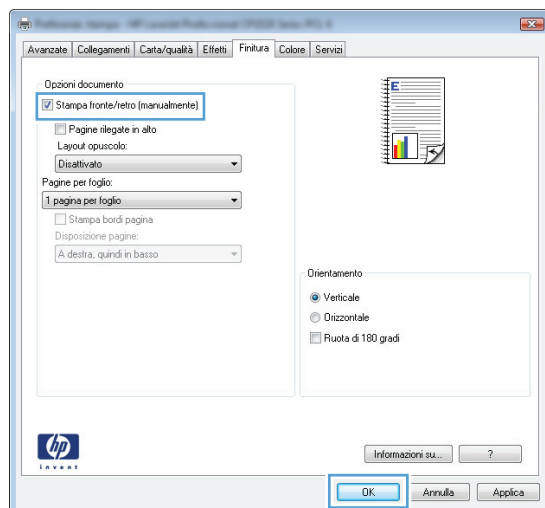 Avanzate Collegamenti Carta/qualità Effetti Finitura Colore Servizi
Opzioni documento
Stampa fronte/retro (manualmente)
Pagine rilegate in alto
Layout opuscolo:
Disattivato
Pagine per foglio:
1 pagina per foglio
Stampa bordi pagina
Disposizione pagine:
A destra, quindi in basso
E
Orientamento
Verticale
Orizzontale
Ruota di 180 gradi
hp
invent
Informazioni su... ?
OK Annulla Applica